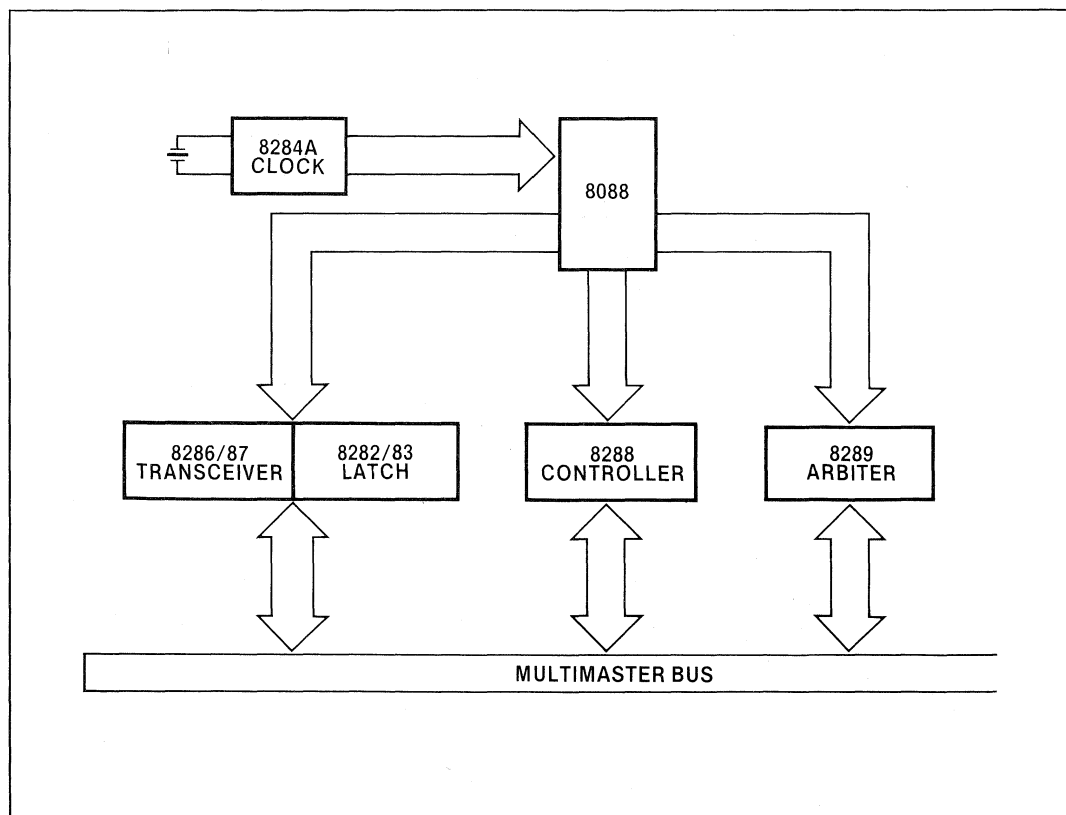 8284A
CLOCK
8088
8286/87
TRANSCEIVER
8282/83
LATCH
8288
CONTROLLER
8289
ARBITER
MULTIMASTER BUS